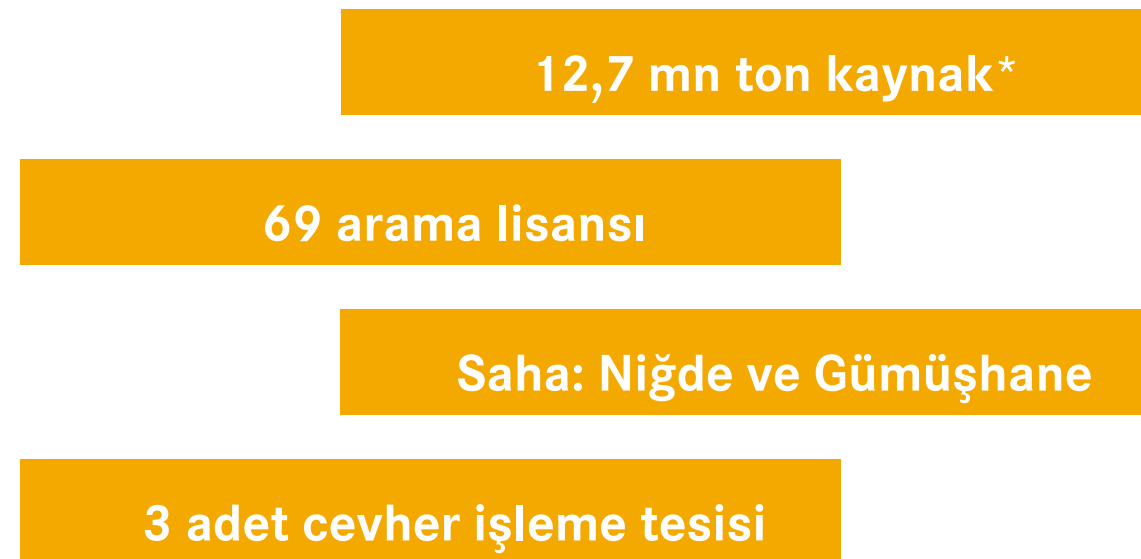 12,7 mn ton kaynak*
69 arama lisansı
Saha: Niğde ve Gümüşhane
3 adet cevher işleme tesisi